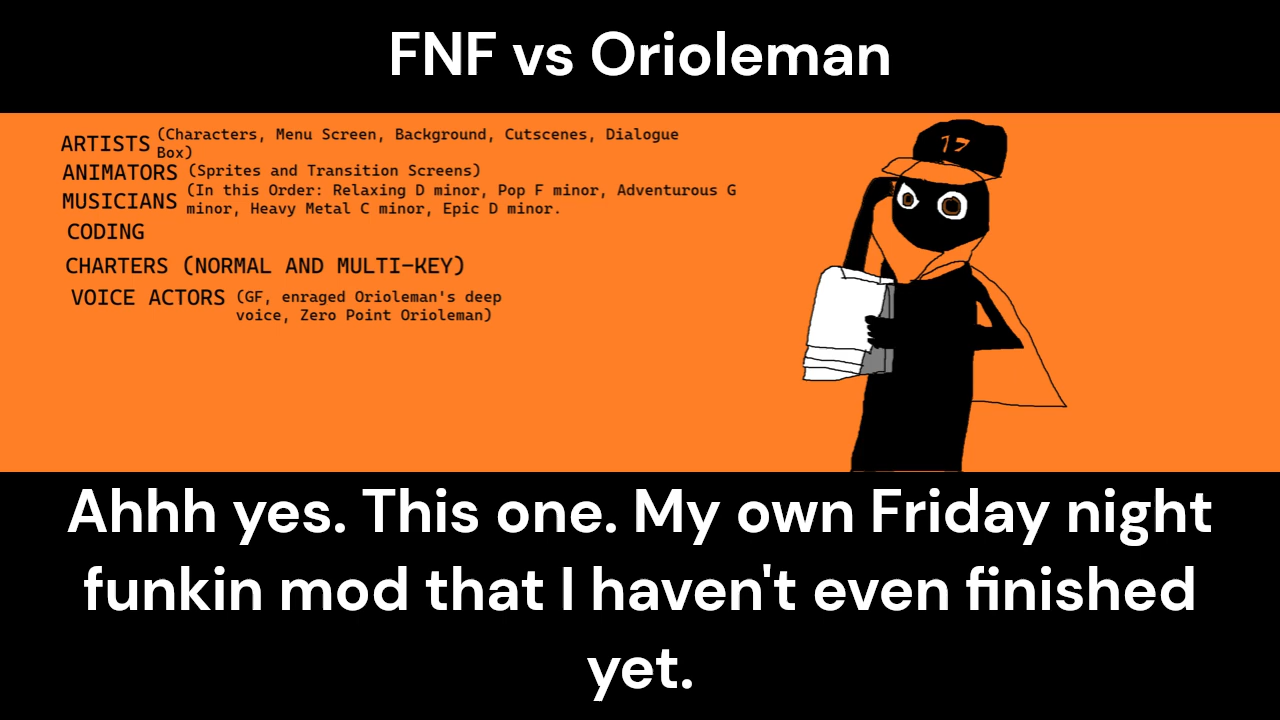 FNF vs Orioleman
ARTISTS (Characters, Menu Screen, Background, Cutscenes, Dialogue
Box)
ANIMATORS (Sprites and Transition Screens)
MUSICIANS (In this Order: Relaxing D minor, Pop F minor, Adventurous G
minor, Heavy Metal C minor, Epic D minor.
CODING
CHARTERS (NORMAL AND MULTI-KEY)
VOICE ACTORS (GF, enraged Orioleman's deep
voice, Zero Point Orioleman)
17
Ahhh yes. This one. My own Friday night
funkin mod that I haven't even finished
yet.